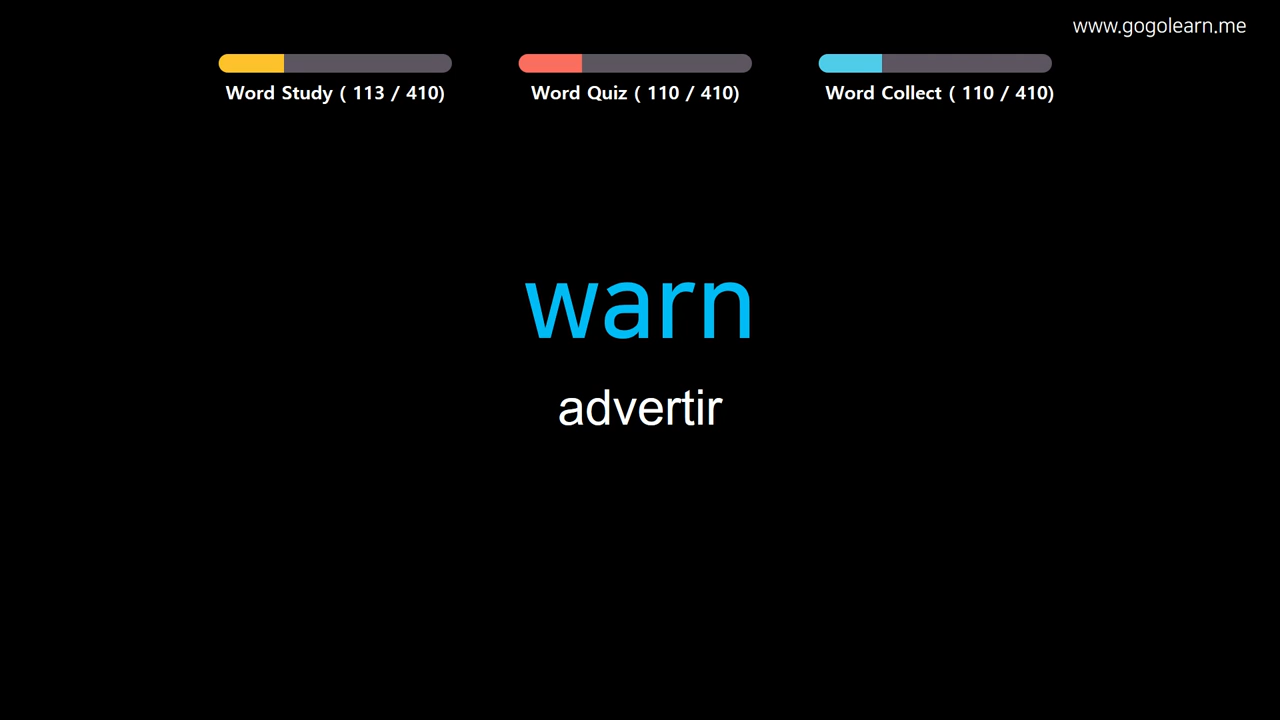 www.gogolearn.me
Word Study ( 113 / 410)
Word Quiz ( 110 / 410)
Word Collect ( 110 / 410)
warn
advertir